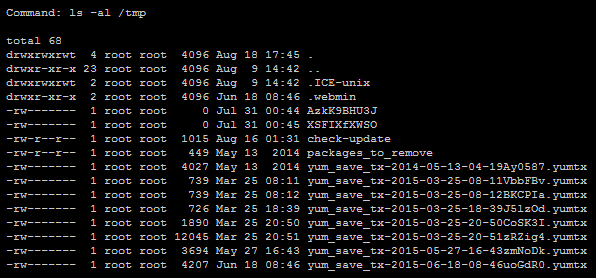 Command: ls -al /tmp
total 68
drwxrwxrwt 4 root root 4096 Aug 18 17:45 .
drwxr-xr-x 23 root root 4096 Aug 9 14:42 ..
drwxrwxrwt 2 root root 4096 Aug 9 14:42 .ICE-unix
drwxr-xr-x 2 root root 4096 Jun 18 08:46 .webmin
-rw------- 1 root root 0 Jul 31 00:44 AzkK9BHU3J
-rw------- 1 root root 0 Jul 31 00:45 XSFIXfXWSO
-rw-r--r-- 1 root root 1015 Aug 16 01:31 check-update
-rw-r--r-- 1 root root 449 May 13 2014 packages_to_remove
-rw------- 1 root root 4027 May 13 2014 yum_save_tx-2014-05-13-04-19Ay0587.yumtx
-rw------- 1 root root 739 Mar 25 08:11 yum_save_tx-2015-03-25-08-11VbbFBv.yumtx
-rw------- 1 root root 739 Mar 25 08:12 yum_save_tx-2015-03-25-08-12BKCPIa.yumtx
-rw------- 1 root root 726 Mar 25 18:39 yum_save_tx-2015-03-25-18-39J5lzOd.yumtx
-rw------- 1 root root 1890 Mar 25 20:50 yum_save_tx-2015-03-25-20-50CoSK3I.yumtx
-rw------- 1 root root 12045 Mar 25 20:51 yum_save_tx-2015-03-25-20-51zRZig4.yumtx
-rw------- 1 root root 3694 May 27 16:43 yum_save_tx-2015-05-27-16-43zmNoDk.yumtx
-rw------- 1 root root 4207 Jun 18 08:46 yum_save_tx-2015-06-18-08-46uoGdR0.yumtx